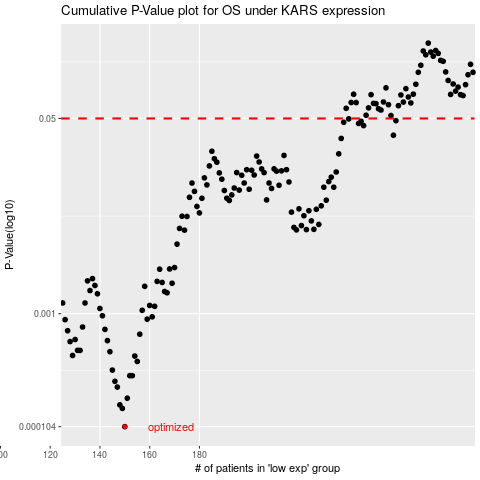 Cumulative P-Value plot for OS under KARS expression
P-Value(log10)
0.05
0.001
0.000104
optimized
00 120 140 160 180
# of patients in 'low exp' group